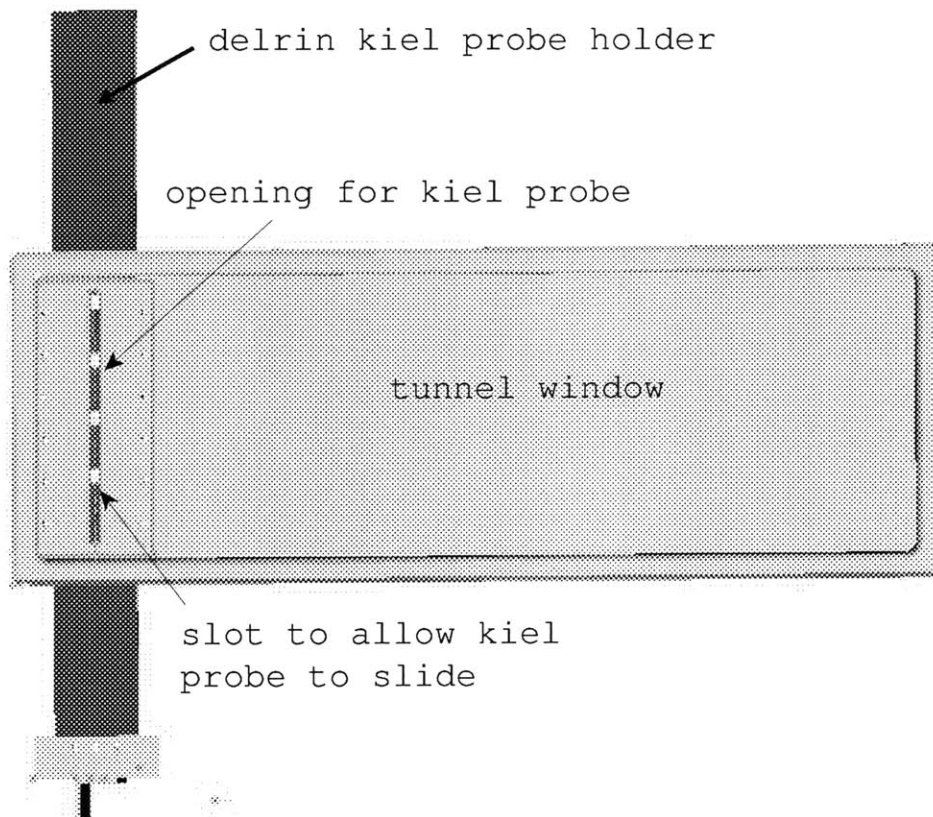 delrin kiel probe holder
opening for kiel probe
tunnel window
slot to allow kiel
probe to slide